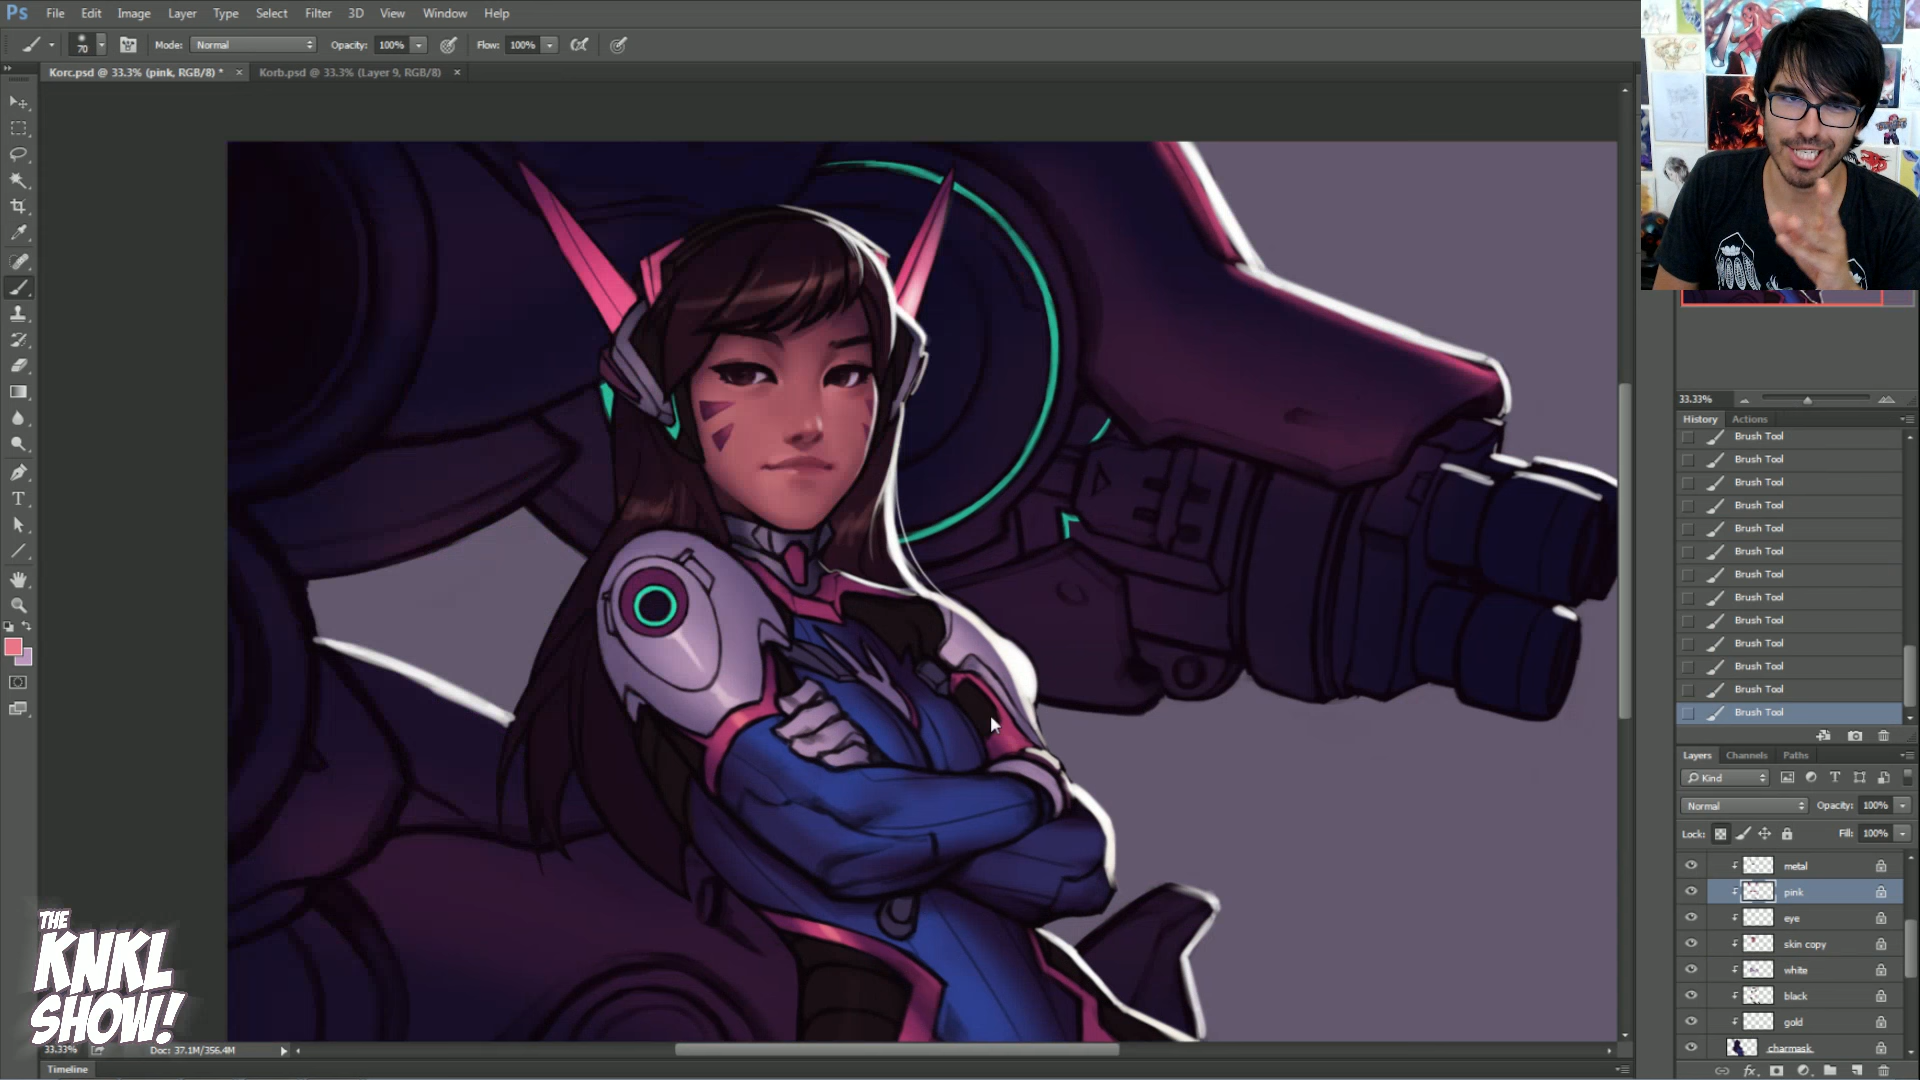 Ps File Edit Image Layer Type Select Filter 3D View Window Help
70 Mode: Normal Opacity: 100% Flow: 100%
Korc.psd @ 33.3% (pink, RGB/8) * × Korb.psd @ 33.3% (Layer 9, RGB/8) ×
33.33%
History Actions
Brush Tool
Brush Tool
Brush Tool
Brush Tool
Brush Tool
Brush Tool
Brush Tool
Brush Tool
Brush Tool
Brush Tool
Brush Tool
Brush Tool
Brush Tool
Layers Channels Paths
Kind
Normal Opacity: 100%
Lock: Fill: 100%
metal
pink
eye
skin copy
white
black
gold
charmask
THE
KNKL
SHOW!
33.33% Doc: 37.1M/356.4M
Timeline